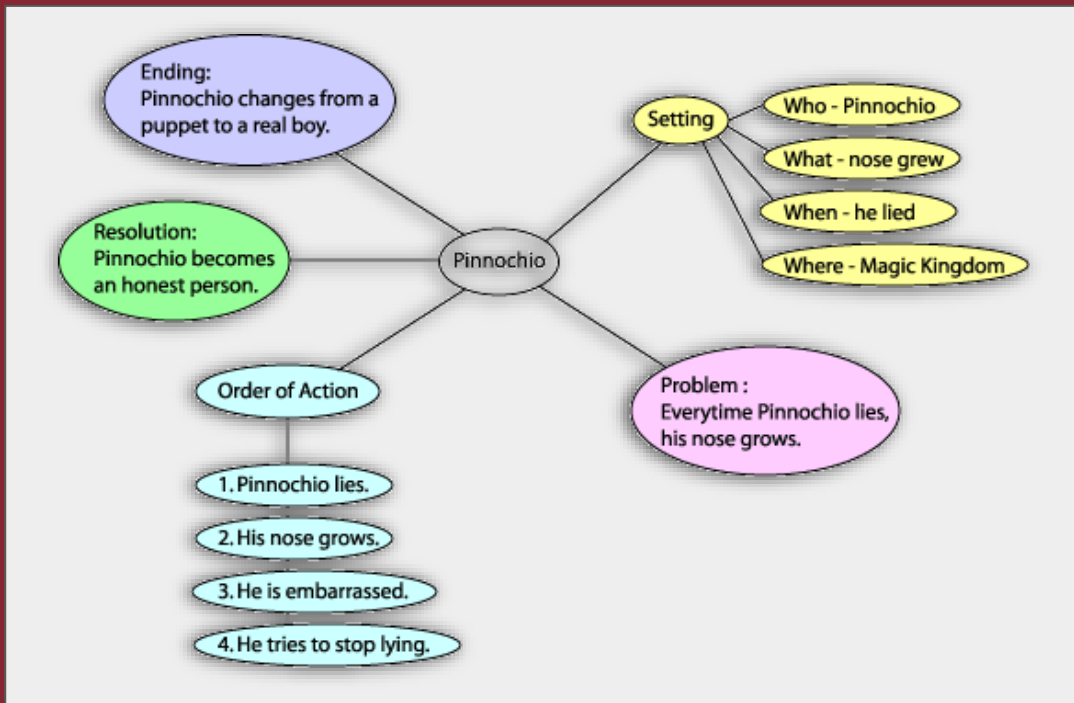 Ending:
Pinnochio changes from a
puppet to a real boy.
Setting
Who - Pinnochio
What - nose grew
When - he lied
Where - Magic Kingdom
Resolution:
Pinnochio becomes
an honest person.
Pinnochio
Order of Action
1. Pinnochio lies.
2. His nose grows.
3. He is embarrassed.
4. He tries to stop lying.
Problem :
Everytime Pinnochio lies,
his nose grows.